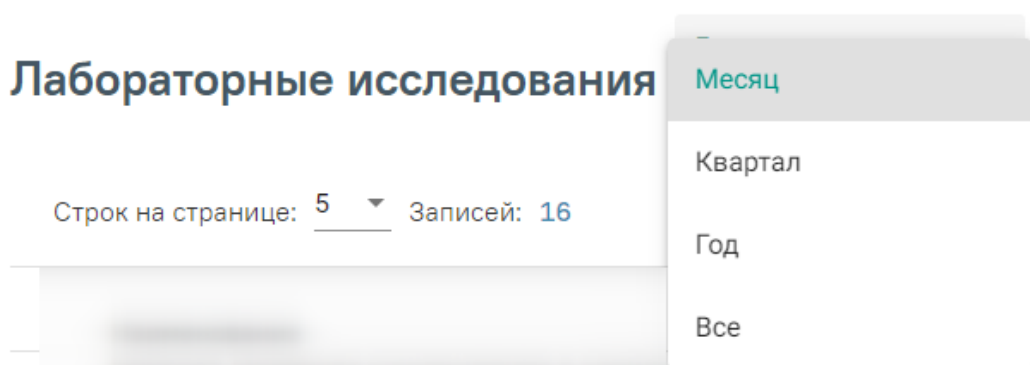 Лабораторные исследования
Месяц
Квартал
Строк на странице: 5 Записей: 16
Год
Все